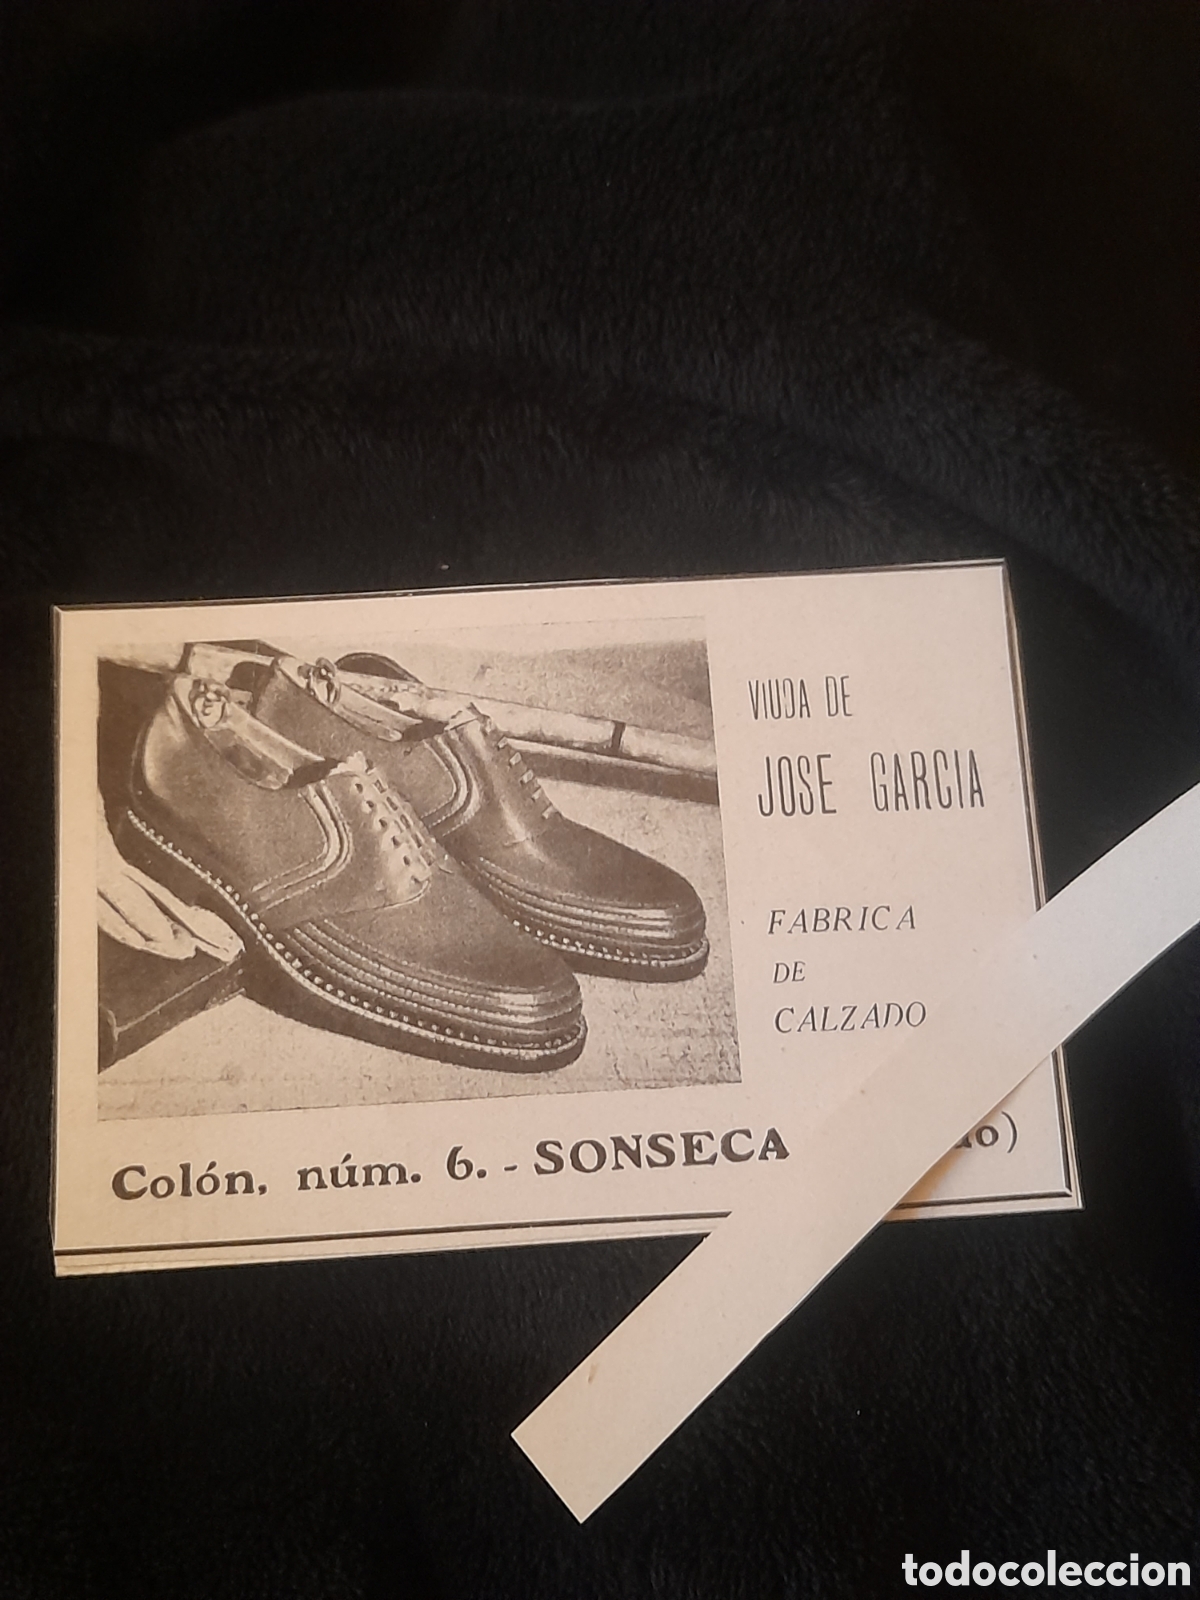 VIUDA DE
JOSE GARCIA
FABRICA
DE
CALZADO
Colón, núm. 6. - SONSECA
todocoleccion